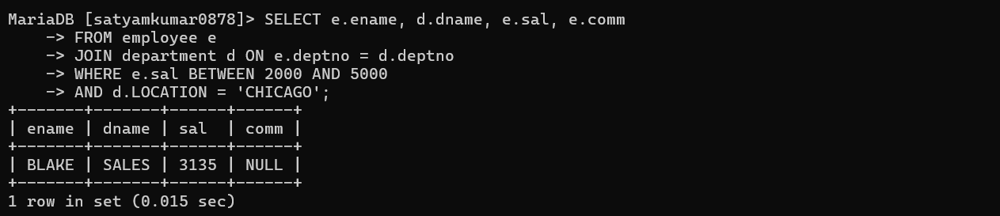 MariaDB [satyamkumar0878]> SELECT e.ename, d.dname, e.sal, e.comm
    -> FROM employee e
    -> JOIN department d ON e.deptno = d.deptno
    -> WHERE e.sal BETWEEN 2000 AND 5000
    -> AND d.LOCATION = 'CHICAGO';
+-------+-------+------+------+
| ename | dname | sal  | comm |
+-------+-------+------+------+
| BLAKE | SALES | 3135 | NULL |
+-------+-------+------+------+
1 row in set (0.015 sec)